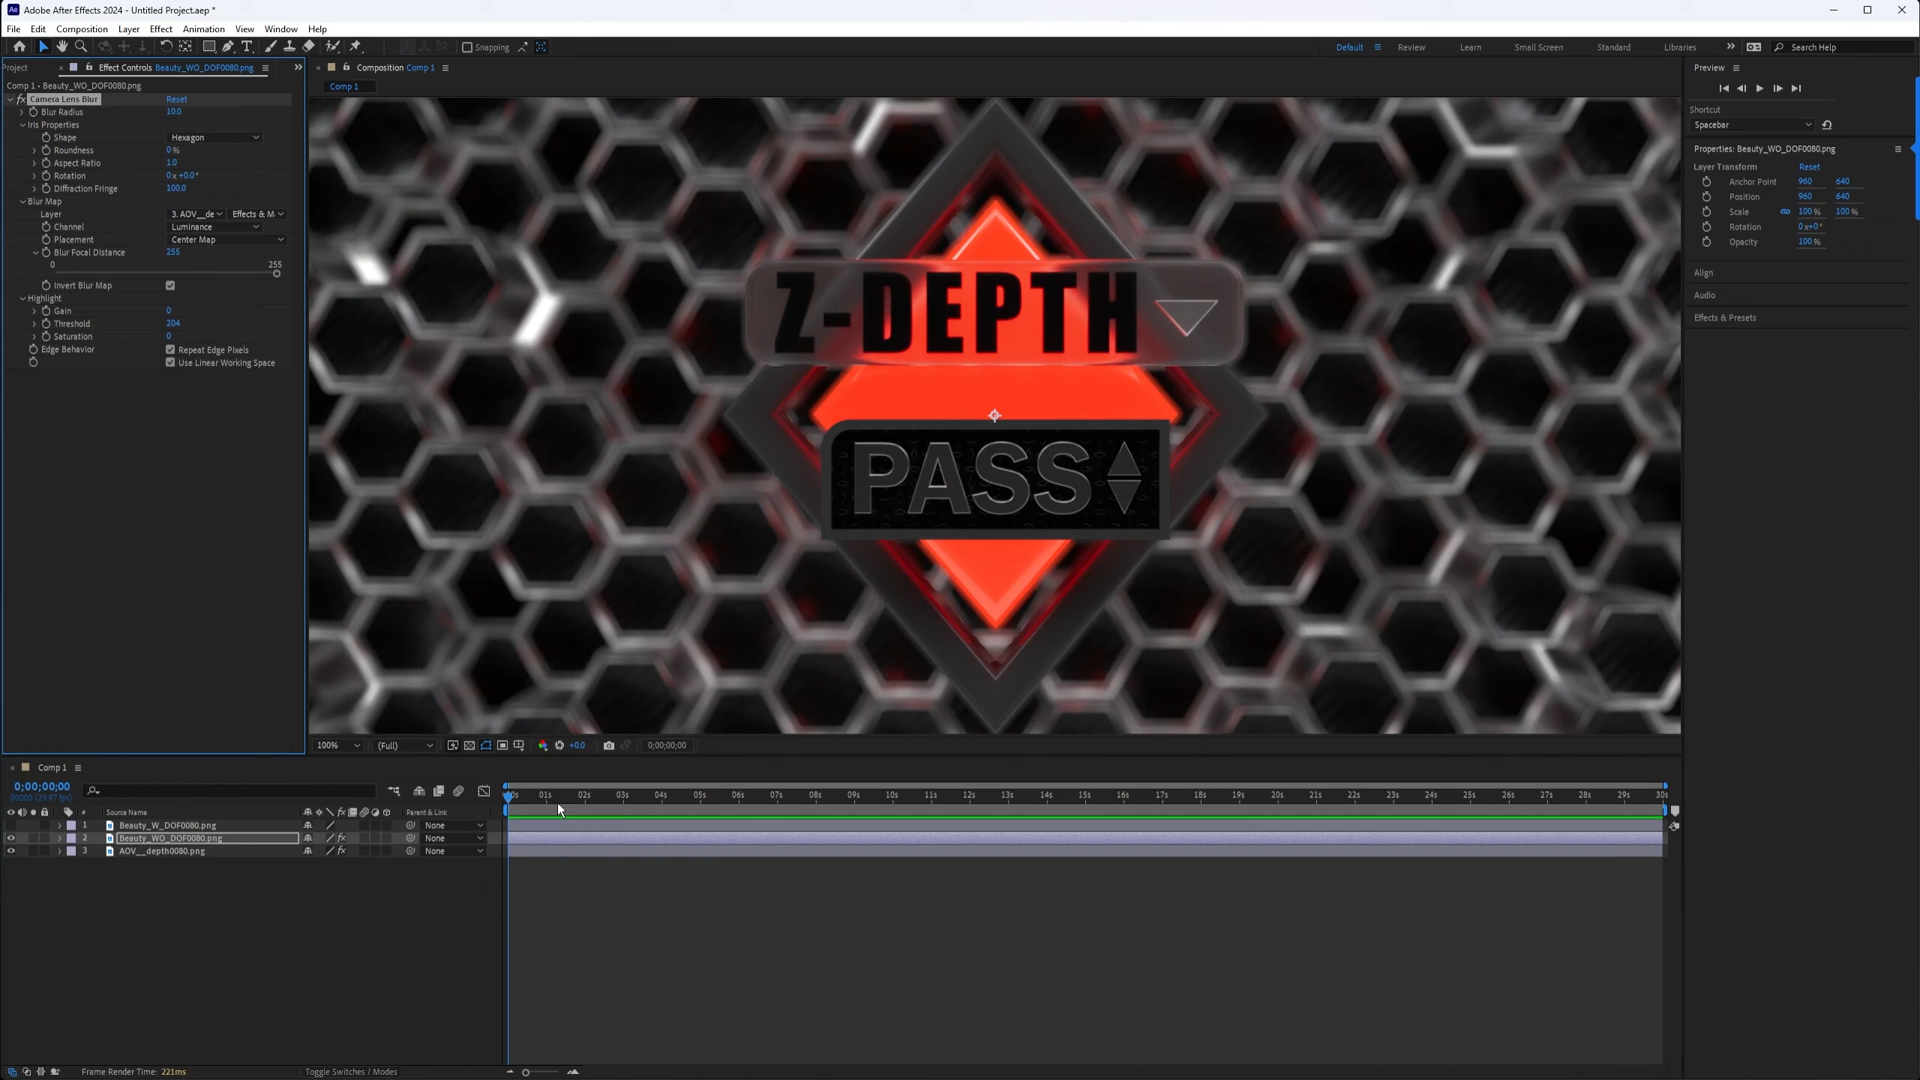 Adobe After Effects 2024 - Untitled Project.aep *
File Edit Composition Layer Effect Animation View Window Help
Snapping
Default Review Learn Small Screen Standard Libraries Search Help
Project Effect Controls Beauty_WO_DOF0080.png
Comp 1 • Beauty_WO_DOF0080.png
fx Camera Lens Blur Reset
Blur Radius 10.0
Iris Properties
Shape Hexagon
Roundness 0 %
Aspect Ratio 1.0
Rotation 0 x +0.0°
Diffraction Fringe 100.0
Blur Map
Layer 3. AOV__de Effects & M
Channel Luminance
Placement Center Map
Blur Focal Distance 255
0 255
Invert Blur Map
Highlight
Gain 0
Threshold 204
Saturation 0
Edge Behavior Repeat Edge Pixels
Use Linear Working Space
Composition Comp 1
Comp 1
Z-DEPTH
PASS
100% (Full) +0.0 0;00;00;00
Preview
Shortcut
Spacebar
Properties: Beauty_WO_DOF0080.png
Layer Transform Reset
Anchor Point 960 640
Position 960 640
Scale 100 % 100 %
Rotation 0 x+0°
Opacity 100 %
Align
Audio
Effects & Presets
Comp 1
0;00;00;00
00000 (29.97 fps)
# Source Name Parent & Link
1 Beauty_W_DOF0080.png None
2 Beauty_WO_DOF0080.png None
3 AOV__depth0080.png None
01s 02s 03s 04s 05s 06s 07s 08s 09s 10s 11s 12s 13s 14s 15s 16s 17s 18s 19s 20s 21s 22s 23s 24s 25s 26s 27s 28s 29s 30s
Frame Render Time: 221ms Toggle Switches / Modes